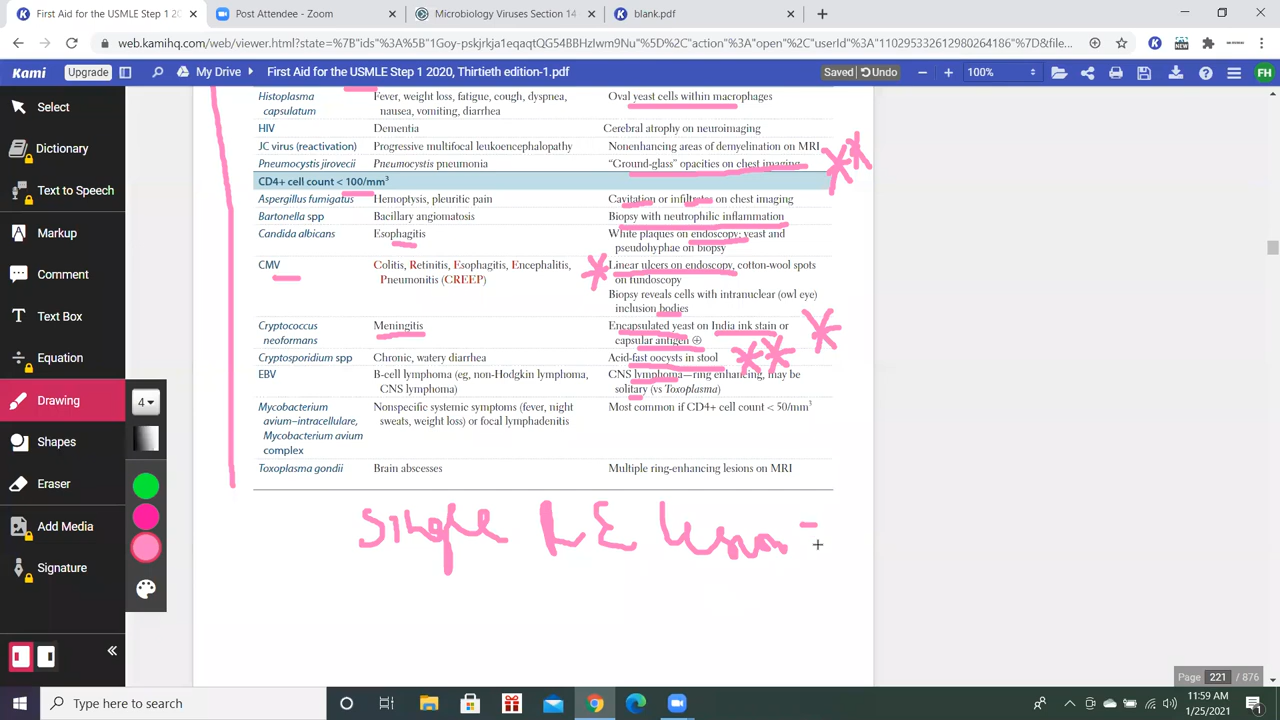 First Aid for the USMLE Step 1 20
Post Attendee - Zoom
Microbiology Viruses Section 14
blank.pdf
web.kamihq.com/web/viewer.html?state=%7B"ids"%3A%5B"1Goy-pskjrkja1eqaqtQG54BBHzIwm9Nu"%5D%2C"action"%3A"open"%2C"userId"%3A"110295332612980264186"%7D&file...
Kami
Upgrade
My Drive
First Aid for the USMLE Step 1 2020, Thirtieth edition-1.pdf
Saved Undo
100%
FH
Select
Dictionary
Text to Speech
Markup
Comment
Text Box
Equation
Drawing
Shapes
Eraser
Add Media
Signature
4
Histoplasma capsulatum Fever, weight loss, fatigue, cough, dyspnea, nausea, vomiting, diarrhea Oval yeast cells within macrophages
HIV Dementia Cerebral atrophy on neuroimaging
JC virus (reactivation) Progressive multifocal leukoencephalopathy Nonenhancing areas of demyelination on MRI
Pneumocystis jirovecii Pneumocystis pneumonia “Ground-glass” opacities on chest imaging
CD4+ cell count < 100/mm³
Aspergillus fumigatus Hemoptysis, pleuritic pain Cavitation or infiltrates on chest imaging
Bartonella spp Bacillary angiomatosis Biopsy with neutrophilic inflammation
Candida albicans Esophagitis White plaques on endoscopy; yeast and pseudohyphae on biopsy
CMV Colitis, Retinitis, Esophagitis, Encephalitis, Pneumonitis (CREEP) Linear ulcers on endoscopy, cotton-wool spots on fundoscopy
Biopsy reveals cells with intranuclear (owl eye) inclusion bodies
Cryptococcus neoformans Meningitis Encapsulated yeast on India ink stain or capsular antigen ⊕
Cryptosporidium spp Chronic, watery diarrhea Acid-fast oocysts in stool
EBV B-cell lymphoma (eg, non-Hodgkin lymphoma, CNS lymphoma) CNS lymphoma—ring enhancing, may be solitary (vs Toxoplasma)
Mycobacterium avium–intracellulare, Mycobacterium avium complex Nonspecific systemic symptoms (fever, night sweats, weight loss) or focal lymphadenitis Most common if CD4+ cell count < 50/mm³
Toxoplasma gondii Brain abscesses Multiple ring-enhancing lesions on MRI
Single RE lesion -
Page 221 / 876
Type here to search
11:59 AM
1/25/2021